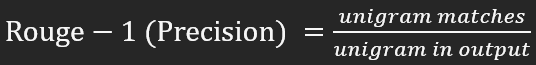 Rouge − 1 (Precision) = unigram matches / unigram in output